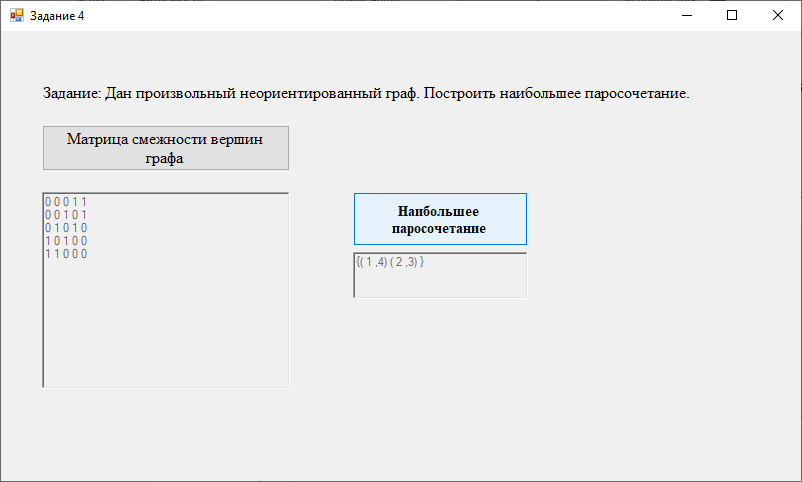 Задание 4
Задание: Дан произвольный неориентированный граф. Построить наибольшее паросочетание.
Матрица смежности вершин
графа
0 0 0 1 1
0 0 1 0 1
0 1 0 1 0
1 0 1 0 0
1 1 0 0 0
Наибольшее
паросочетание
{( 1 ,4) ( 2 ,3) }